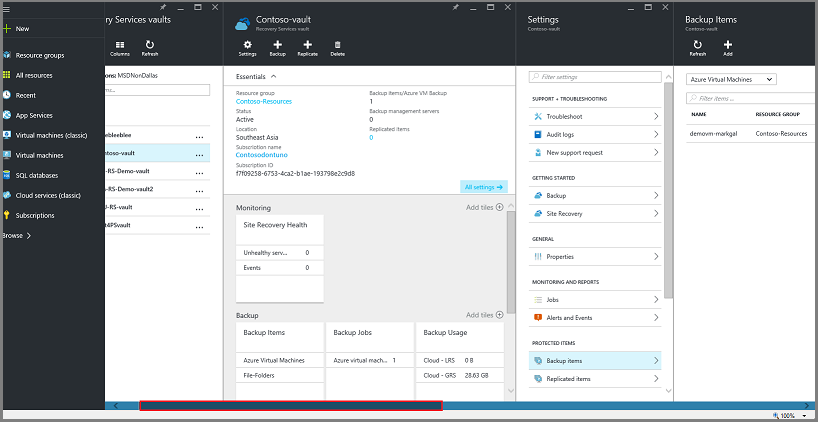 New
Resource groups
All resources
Recent
App Services
Virtual machines (classic)
Virtual machines
SQL databases
Cloud services (classic)
Subscriptions
Browse
ry Services vaults
Columns
Refresh
ons: MSDNonDallas
ms...
ebleeblee
ntoso-vault
-RS-Demo-vault
-RS-Demo-vault2
J-RS-vault
t4PSvault
Contoso-vault
Recovery Services vault
Settings
Backup
Replicate
Delete
Essentials
Resource group
Contoso-Resources
Status
Active
Location
Southeast Asia
Subscription name
Contosodontuno
Subscription ID
f7f09258-6753-4ca2-b1ae-193798e2c9d8
Backup items/Azure VM Backup
1
Backup management servers
0
Replicated items
0
All settings
Monitoring
Add tiles
Site Recovery Health
Unhealthy serv... 0
Events 0
Backup
Add tiles
Backup Items
Azure Virtual Machines
File-Folders
Backup Jobs
Azure virtual mach... 1
Backup Usage
Cloud - LRS 0 B
Cloud - GRS 28.63 GB
Settings
Contoso-vault
Filter settings
SUPPORT + TROUBLESHOOTING
Troubleshoot
Audit logs
New support request
GETTING STARTED
Backup
Site Recovery
GENERAL
Properties
MONITORING AND REPORTS
Jobs
Alerts and Events
PROTECTED ITEMS
Backup items
Replicated items
Backup Items
Contoso-vault
Refresh
Add
Azure Virtual Machines
Filter items ...
NAME RESOURCE GROUP
demovm-markgal Contoso-Resources
100%